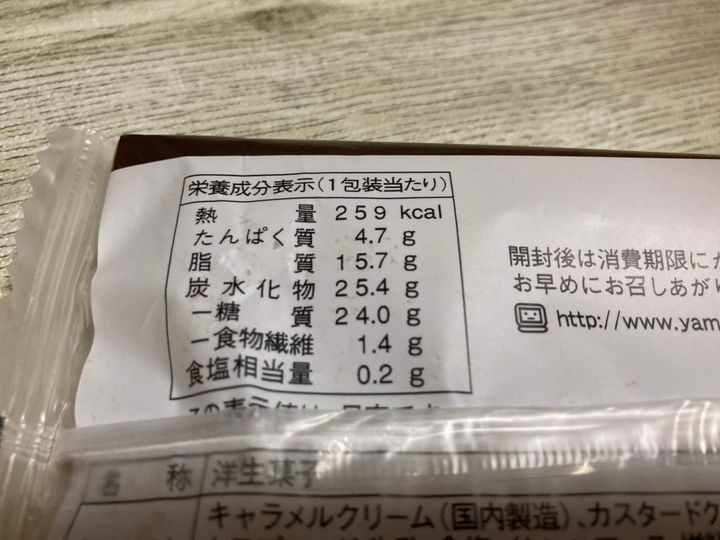 栄養成分表示(1包装当たり)
熱量 259 kcal
たんぱく質 4.7 g
脂質 15.7 g
炭水化物 25.4 g
ー糖質 24.0 g
ー食物繊維 1.4 g
食塩相当量 0.2 g
開封後は消費期限に
お早めにお召しあがり
http://www.yam
名称 洋生菓子
キャラメルクリーム(国内製造)、カスタード